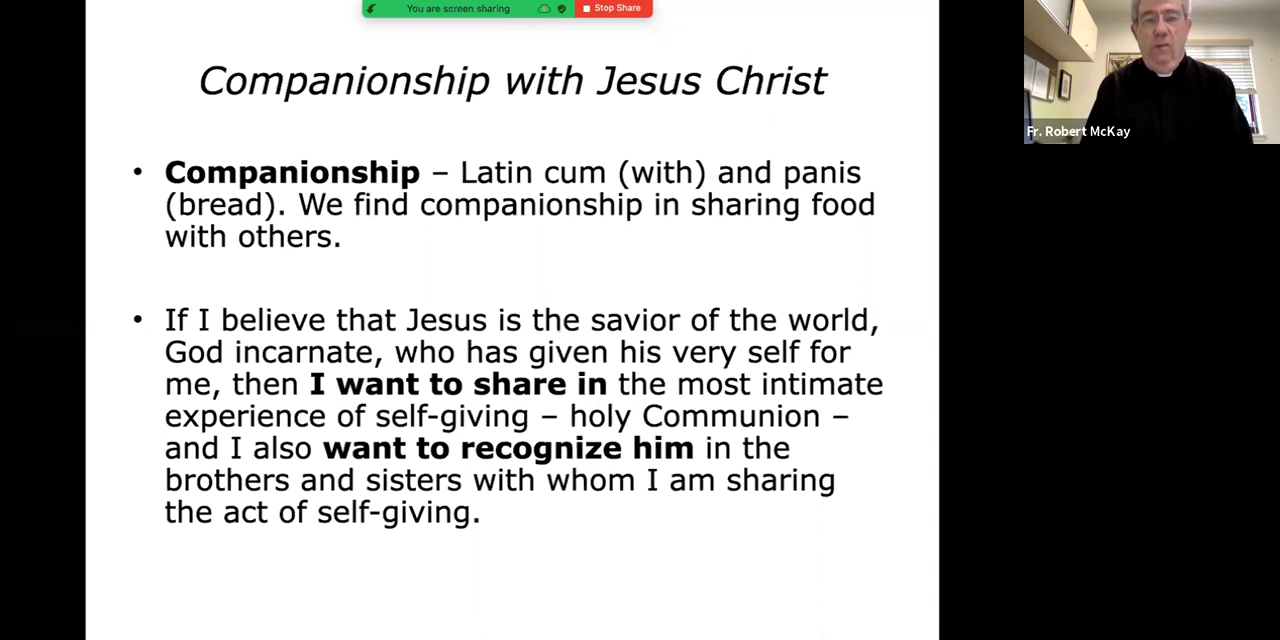 You are screen sharing
Stop Share
Companionship with Jesus Christ
• Companionship – Latin cum (with) and panis
(bread). We find companionship in sharing food
with others.
• If I believe that Jesus is the savior of the world,
God incarnate, who has given his very self for
me, then I want to share in the most intimate
experience of self-giving – holy Communion –
and I also want to recognize him in the
brothers and sisters with whom I am sharing
the act of self-giving.
Fr. Robert McKay